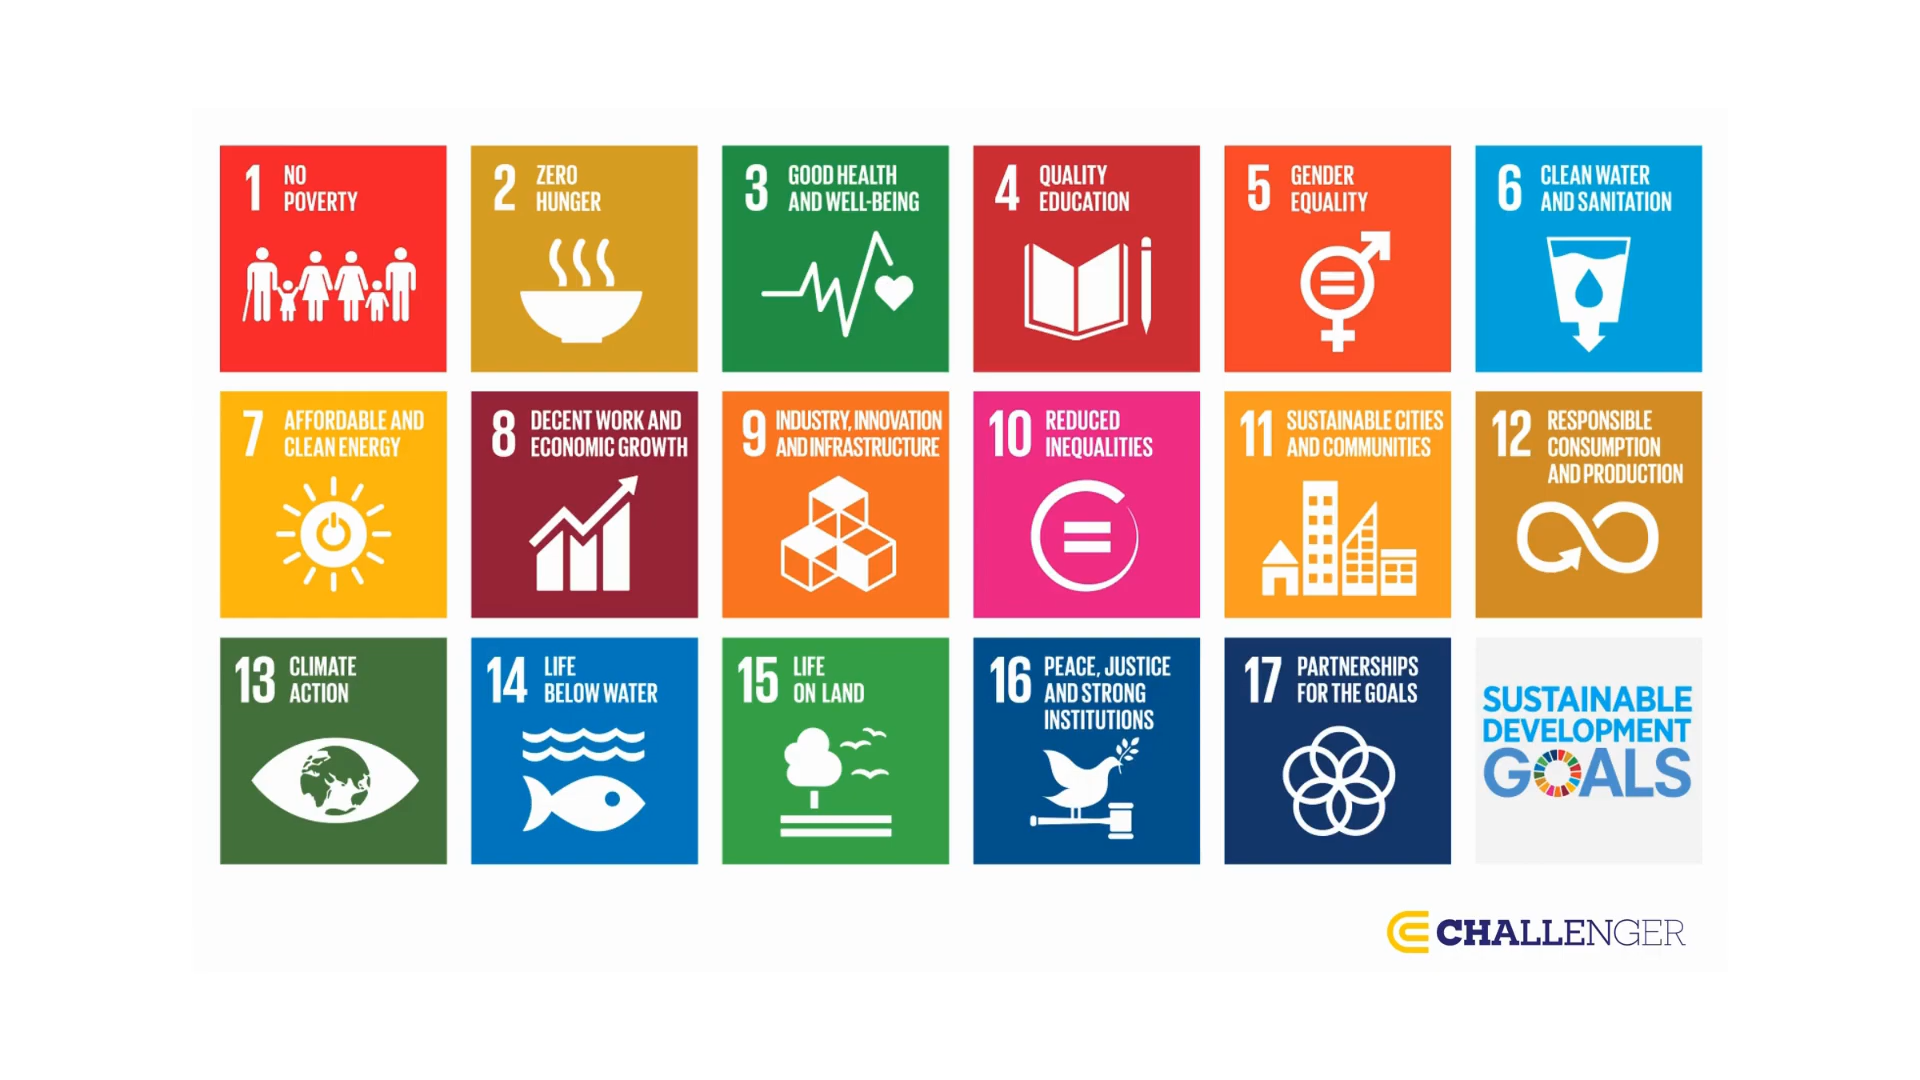 1 NO
POVERTY
2 ZERO
HUNGER
3 GOOD HEALTH
AND WELL-BEING
4 QUALITY
EDUCATION
5 GENDER
EQUALITY
6 CLEAN WATER
AND SANITATION
7 AFFORDABLE AND
CLEAN ENERGY
8 DECENT WORK AND
ECONOMIC GROWTH
9 INDUSTRY, INNOVATION
AND INFRASTRUCTURE
10 REDUCED
INEQUALITIES
11 SUSTAINABLE CITIES
AND COMMUNITIES
12 RESPONSIBLE
CONSUMPTION
AND PRODUCTION
13 CLIMATE
ACTION
14 LIFE
BELOW WATER
15 LIFE
ON LAND
16 PEACE, JUSTICE
AND STRONG
INSTITUTIONS
17 PARTNERSHIPS
FOR THE GOALS
SUSTAINABLE
DEVELOPMENT
GOALS
CHALLENGER